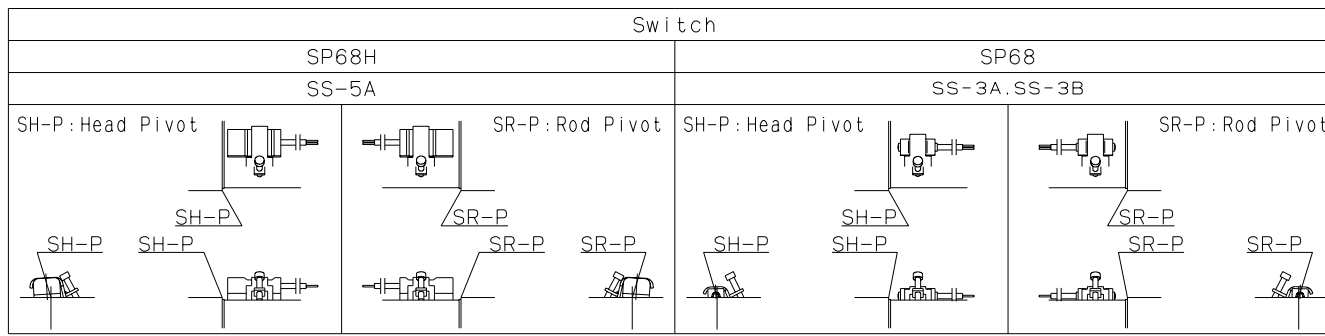 Switch
SP68H
SP68
SS-5A
SS-3A.SS-3B
SH-P:Head Pivot
SR-P:Rod Pivot
SH-P:Head Pivot
SR-P:Rod Pivot
SH-P
SR-P
SH-P
SR-P
SH-P
SH-P
SR-P
SR-P
SH-P
SH-P
SR-P
SR-P